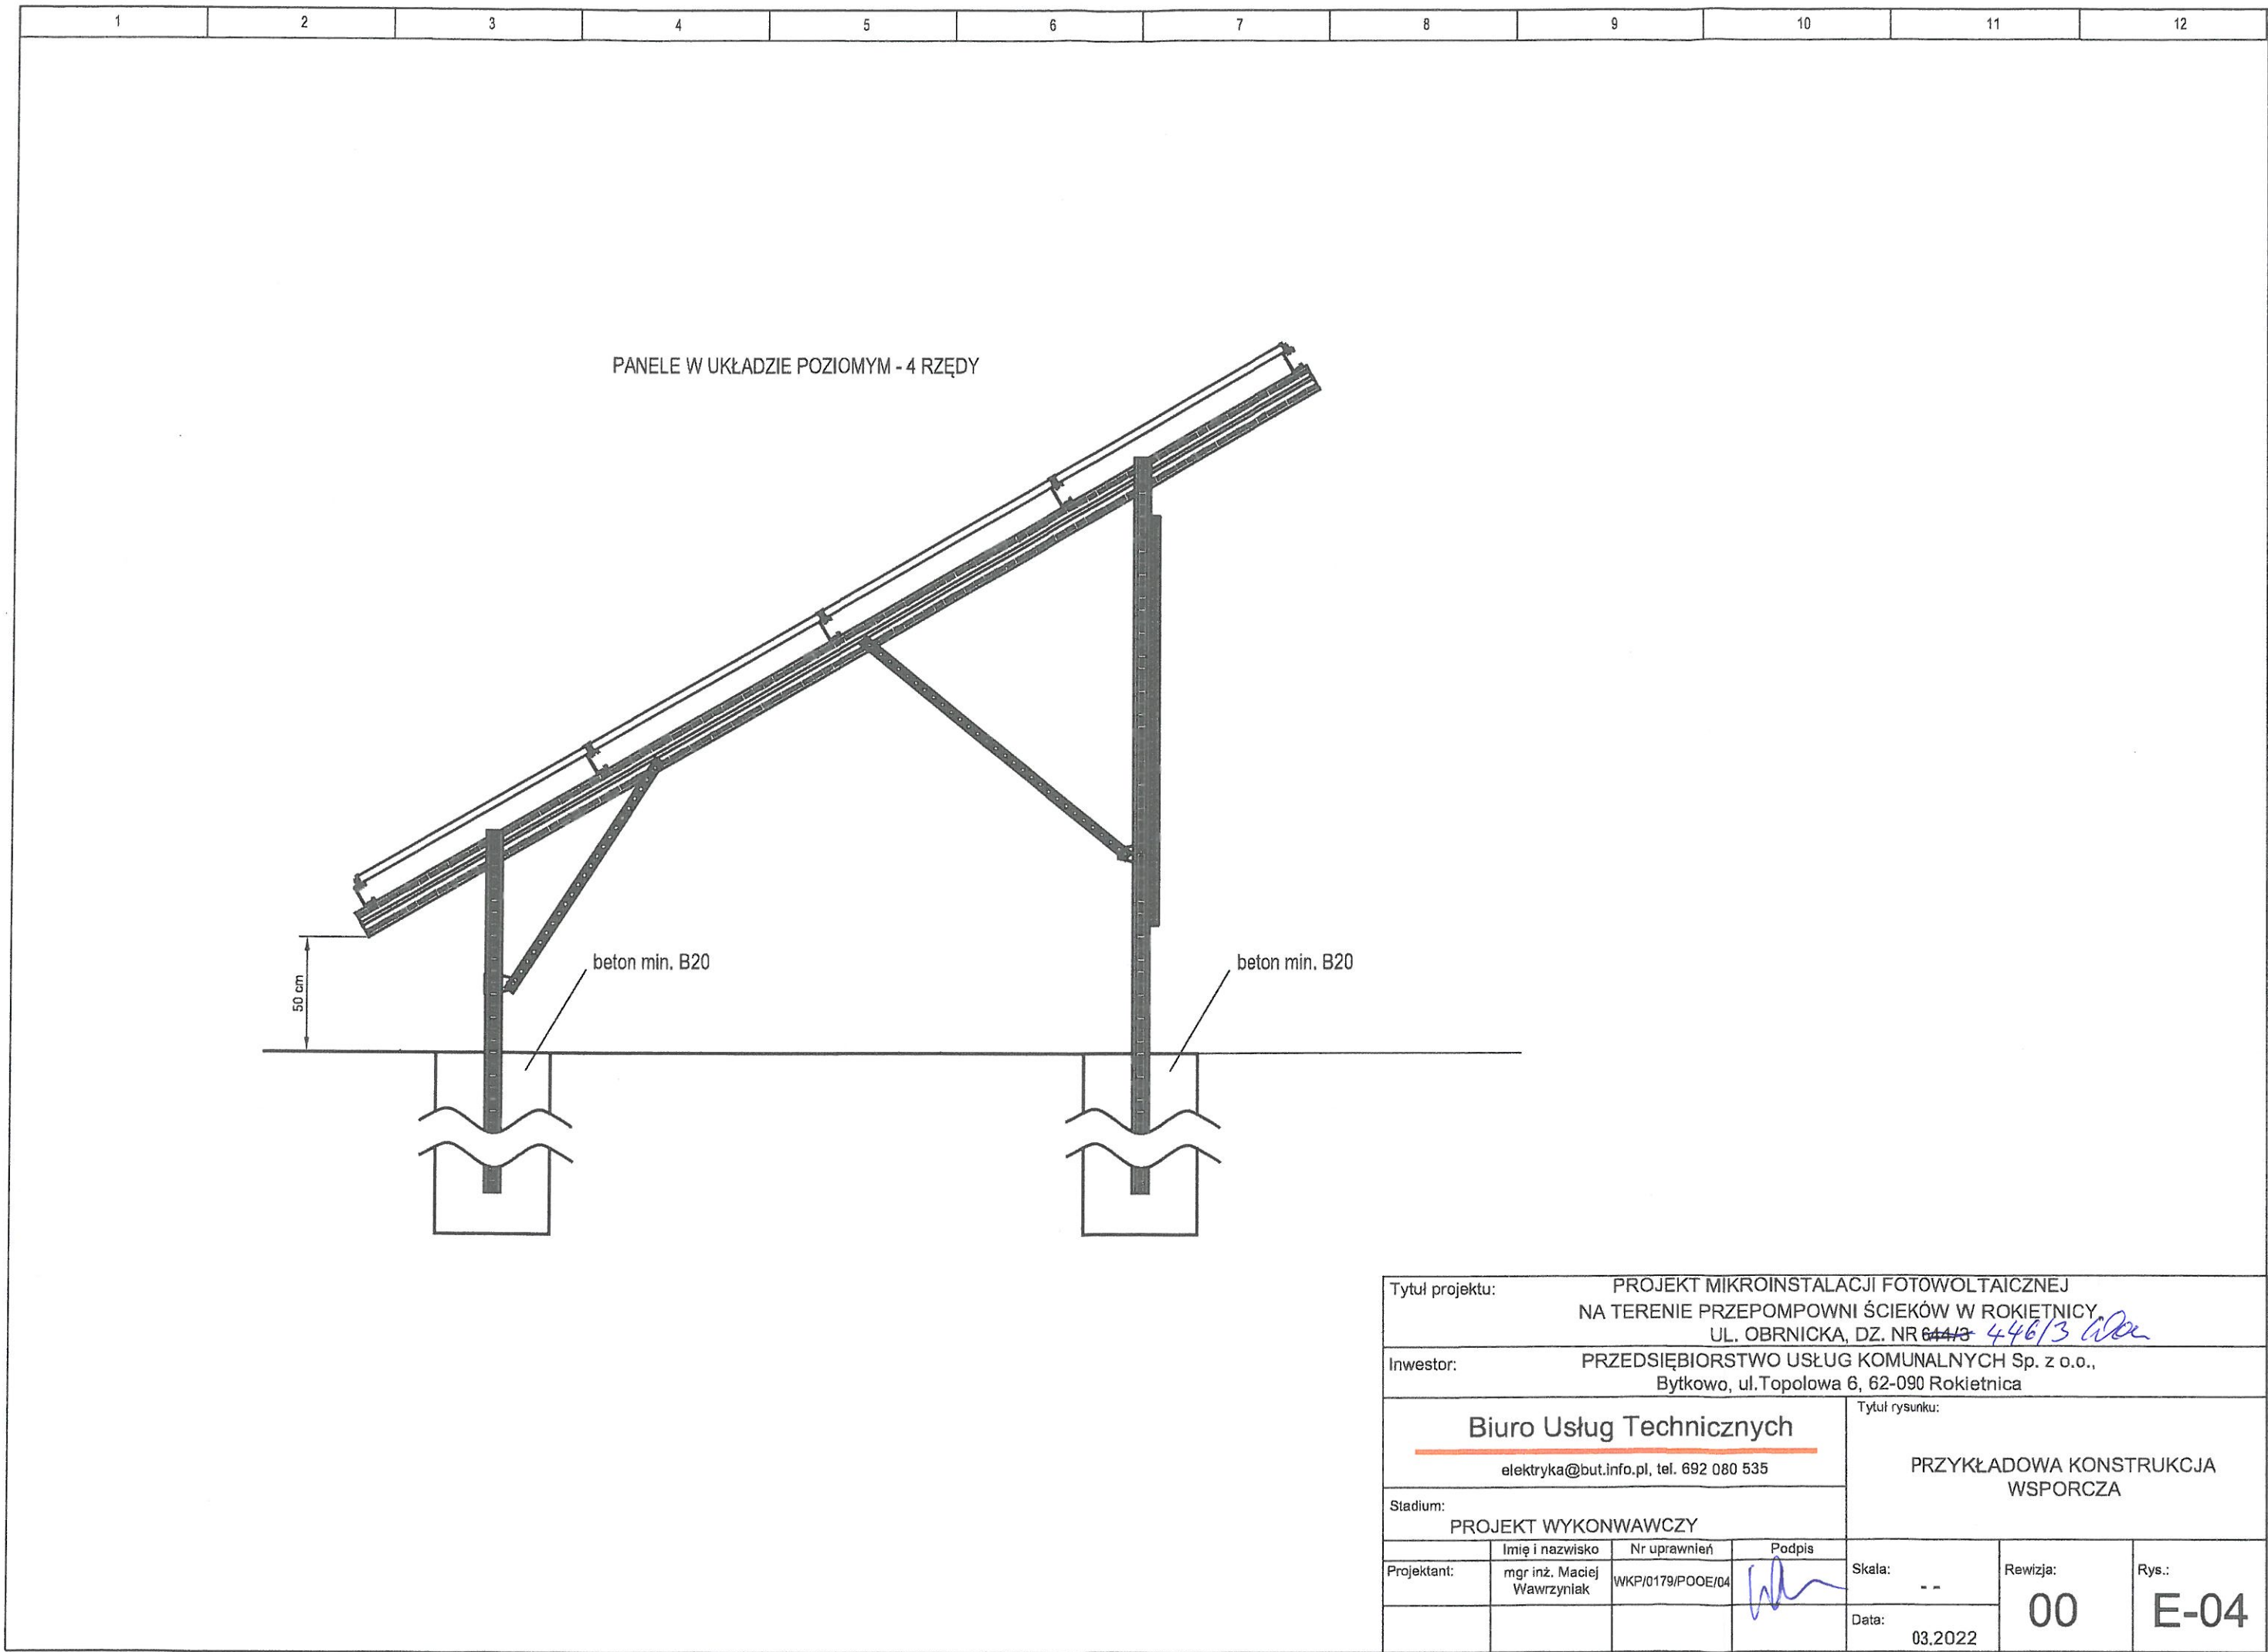 1 2 3 4 5 6 7 8 9 10 11 12
PANELE W UKŁADZIE POZIOMYM - 4 RZĘDY
50 cm
beton min. B20
beton min. B20
Tytuł projektu:
PROJEKT MIKROINSTALACJI FOTOWOLTAICZNEJ
NA TERENIE PRZEPOMPOWNI ŚCIEKÓW W ROKIETNICY,
UL. OBRNICKA, DZ. NR 644/3 446/3
Inwestor:
PRZEDSIĘBIORSTWO USŁUG KOMUNALNYCH Sp. z o.o.,
Bytkowo, ul.Topolowa 6, 62-090 Rokietnica
Biuro Usług Technicznych
elektryka@but.info.pl, tel. 692 080 535
Tytuł rysunku:
PRZYKŁADOWA KONSTRUKCJA
WSPORCZA
Stadium:
PROJEKT WYKONWAWCZY
Imię i nazwisko Nr uprawnień Podpis
Projektant:
mgr inż. Maciej
Wawrzyniak
WKP/0179/POOE/04
Skala:
- -
Data:
03.2022
Rewizja:
00
Rys.:
E-04